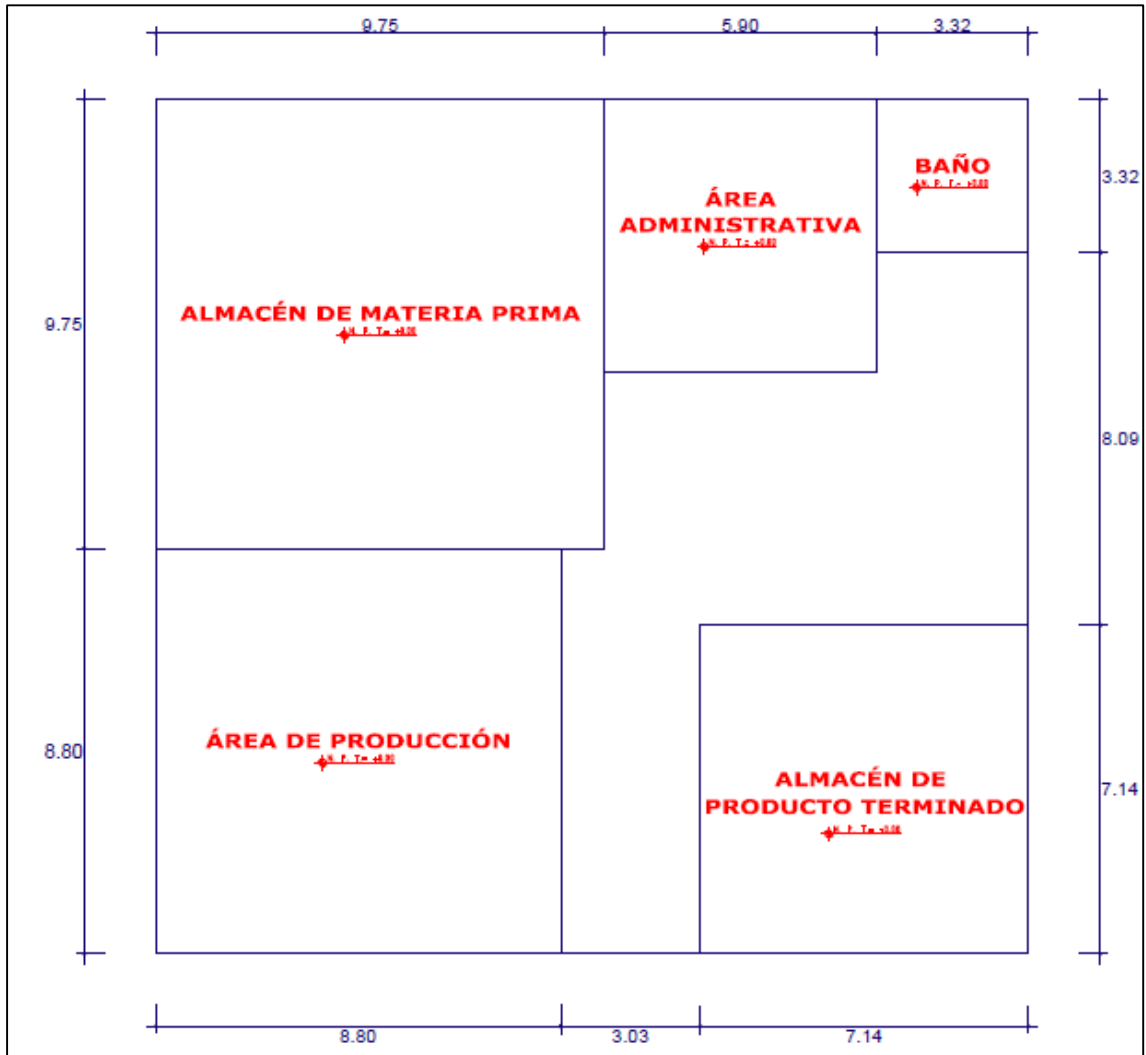 9.75 5.90 3.32
BAÑO
3.32
ÁREA
ADMINISTRATIVA
ALMACÉN DE MATERIA PRIMA
9.75
8.09
ÁREA DE PRODUCCIÓN
8.80
ALMACÉN DE
PRODUCTO TERMINADO
7.14
8.80 3.03 7.14